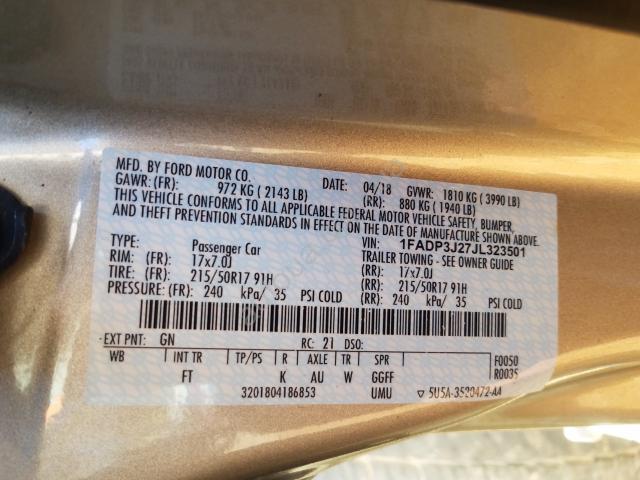 MFD. BY FORD MOTOR CO. DATE: 04/18 GVWR: 1810 KG ( 3990 LB)
GAWR: (FR): 972 KG ( 2143 LB) (RR): 880 KG ( 1940 LB)
THIS VEHICLE CONFORMS TO ALL APPLICABLE FEDERAL MOTOR VEHICLE SAFETY, BUMPER,
AND THEFT PREVENTION STANDARDS IN EFFECT ON THE DATE OF MANUFACTURE SHOWN ABOVE.
VIN: 1FADP3J27JL323501
TYPE: Passenger Car TRAILER TOWING - SEE OWNER GUIDE
RIM: (FR): 17x7.0J (RR): 17x7.0J
TIRE: (FR): 215/50R17 91H (RR): 215/50R17 91H
PRESSURE: (FR): 240 kPa/ 35 PSI COLD (RR): 240 kPa/ 35 PSI COLD
EXT PNT: GN RC: 21 DSO: F0050
WB INT TR TP/PS R AXLE TR SPR R0035
FT K AU W GGFF
3201804186853 UMU ▽ 5U5A-3520472-AA